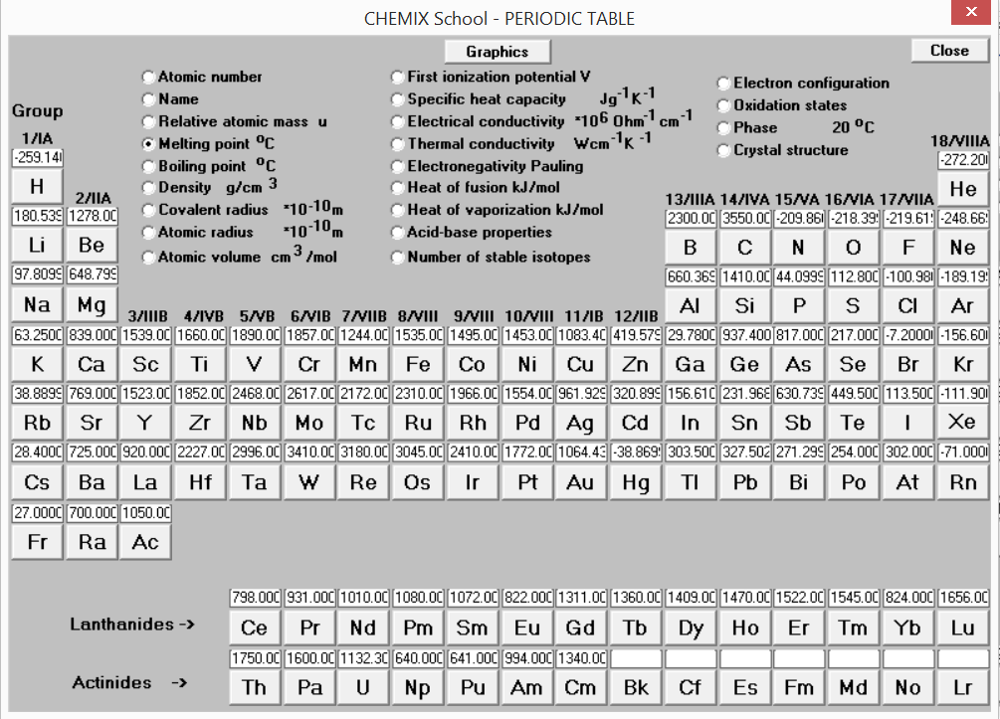 CHEMIX School - PERIODIC TABLE
Graphics
Close
Atomic number
Name
Relative atomic mass u
Melting point ºC
Boiling point ºC
Density g/cm 3
Covalent radius *10-10m
Atomic radius *10-10m
Atomic volume cm3/mol
First ionization potential V
Specific heat capacity Jg-1K-1
Electrical conductivity *106 Ohm-1cm-1
Thermal conductivity Wcm-1K -1
Electronegativity Pauling
Heat of fusion kJ/mol
Heat of vaporization kJ/mol
Acid-base properties
Number of stable isotopes
Electron configuration
Oxidation states
Phase 20 ºC
Crystal structure
Group
1/IA 18/VIIIA
-259.14 -272.20
H He
2/IIA 13/IIIA 14/IVA 15/VA 16/VIA 17/VIIA
180.539 1278.00 2300.00 3550.00 -209.86 -218.39 -219.61 -248.66
Li Be B C N O F Ne
97.8099 648.799 660.369 1410.00 44.0999 112.800 -100.98 -189.19
Na Mg Al Si P S Cl Ar
3/IIIB 4/IVB 5/VB 6/VIB 7/VIIB 8/VIII 9/VIII 10/VIII 11/IB 12/IIB
63.2500 839.000 1539.00 1660.00 1890.00 1857.00 1244.00 1535.00 1495.00 1453.00 1083.40 419.579 29.7800 937.400 817.000 217.000 -7.2000 -156.60
K Ca Sc Ti V Cr Mn Fe Co Ni Cu Zn Ga Ge As Se Br Kr
38.8899 769.000 1523.00 1852.00 2468.00 2617.00 2172.00 2310.00 1966.00 1554.00 961.929 320.899 156.610 231.968 630.739 449.500 113.500 -111.90
Rb Sr Y Zr Nb Mo Tc Ru Rh Pd Ag Cd In Sn Sb Te I Xe
28.4000 725.000 920.000 2227.00 2996.00 3410.00 3180.00 3045.00 2410.00 1772.00 1064.43 -38.869 303.500 327.502 271.299 254.000 302.000 -71.000
Cs Ba La Hf Ta W Re Os Ir Pt Au Hg Tl Pb Bi Po At Rn
27.0000 700.000 1050.00
Fr Ra Ac
798.000 931.000 1010.00 1080.00 1072.00 822.000 1311.00 1360.00 1409.00 1470.00 1522.00 1545.00 824.000 1656.00
Lanthanides -> Ce Pr Nd Pm Sm Eu Gd Tb Dy Ho Er Tm Yb Lu
1750.00 1600.00 1132.30 640.000 641.000 994.000 1340.00
Actinides -> Th Pa U Np Pu Am Cm Bk Cf Es Fm Md No Lr